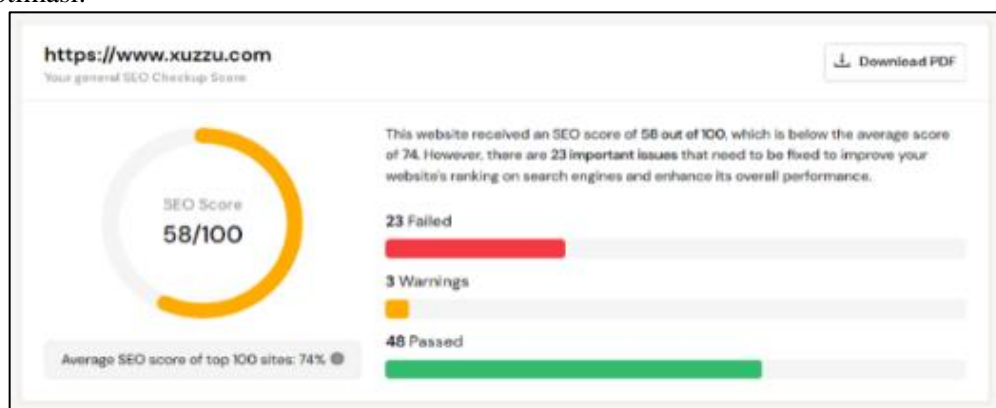 https://www.xuzzu.com
Your general SEO Checkup Score
Download PDF
This website received an SEO score of 58 out of 100, which is below the average score
of 74. However, there are 23 important issues that need to be fixed to improve your
website's ranking on search engines and enhance its overall performance.
SEO Score
58/100
23 Failed
3 Warnings
48 Passed
Average SEO score of top 100 sites: 74%